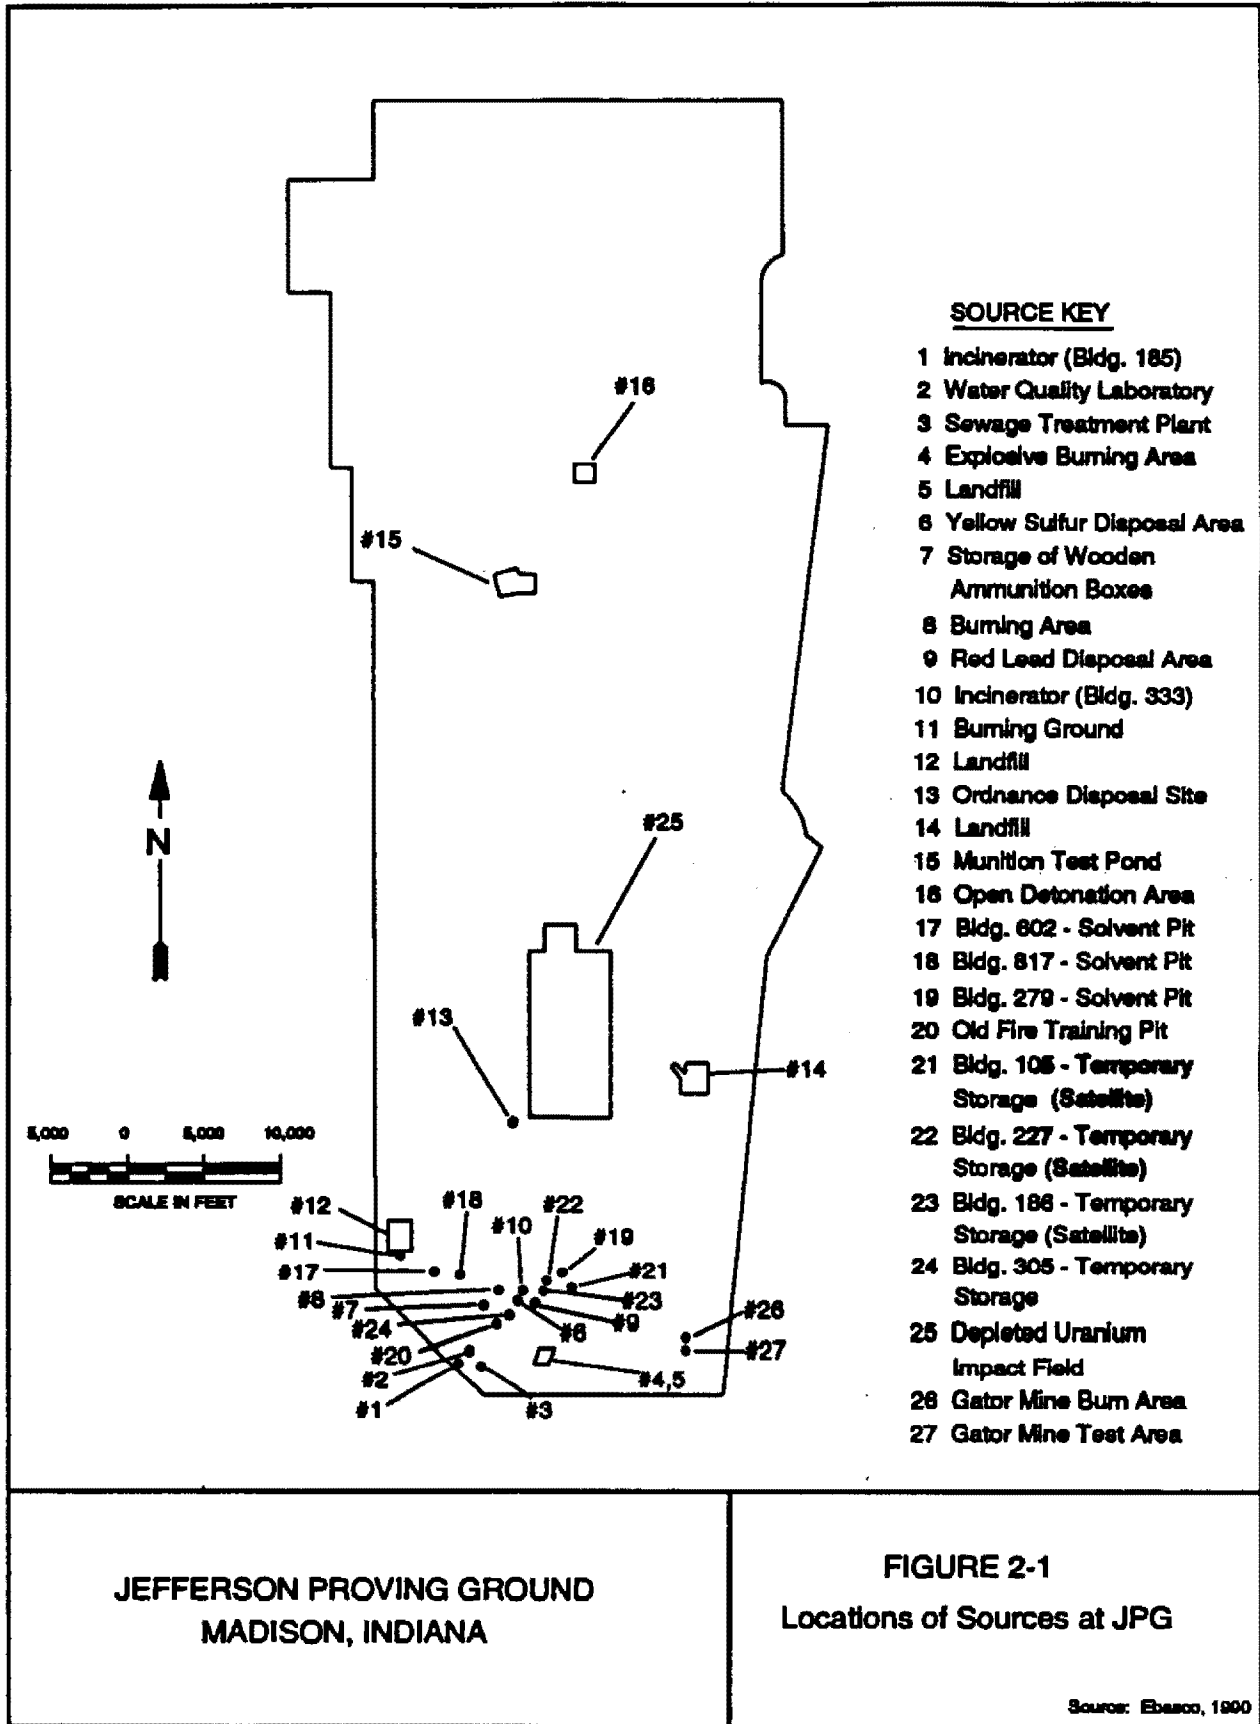 SOURCE KEY
1 Incinerator (Bldg. 185)
2 Water Quality Laboratory
3 Sewage Treatment Plant
4 Explosive Burning Area
5 Landfill
6 Yellow Sulfur Disposal Area
7 Storage of Wooden
Ammunition Boxes
8 Burning Area
9 Red Lead Disposal Area
10 Incinerator (Bldg. 333)
11 Burning Ground
12 Landfill
13 Ordnance Disposal Site
14 Landfill
15 Munition Test Pond
16 Open Detonation Area
17 Bldg. 602 - Solvent Pit
18 Bldg. 617 - Solvent Pit
19 Bldg. 279 - Solvent Pit
20 Old Fire Training Pit
21 Bldg. 105 - Temporary
Storage (Satellite)
22 Bldg. 227 - Temporary
Storage (Satellite)
23 Bldg. 186 - Temporary
Storage (Satellite)
24 Bldg. 305 - Temporary
Storage
25 Depleted Uranium
Impact Field
26 Gator Mine Burn Area
27 Gator Mine Test Area
#16
#15
N
#25
#13
#14
5,000 0 5,000 10,000
SCALE IN FEET
#12
#18
#22
#10
#19
#11
#17
#21
#8
#23
#7
#9
#26
#24
#6
#20
#27
#2
#4,5
#1
#3
JEFFERSON PROVING GROUND
MADISON, INDIANA
FIGURE 2-1
Locations of Sources at JPG
Source: Ebasco, 1990